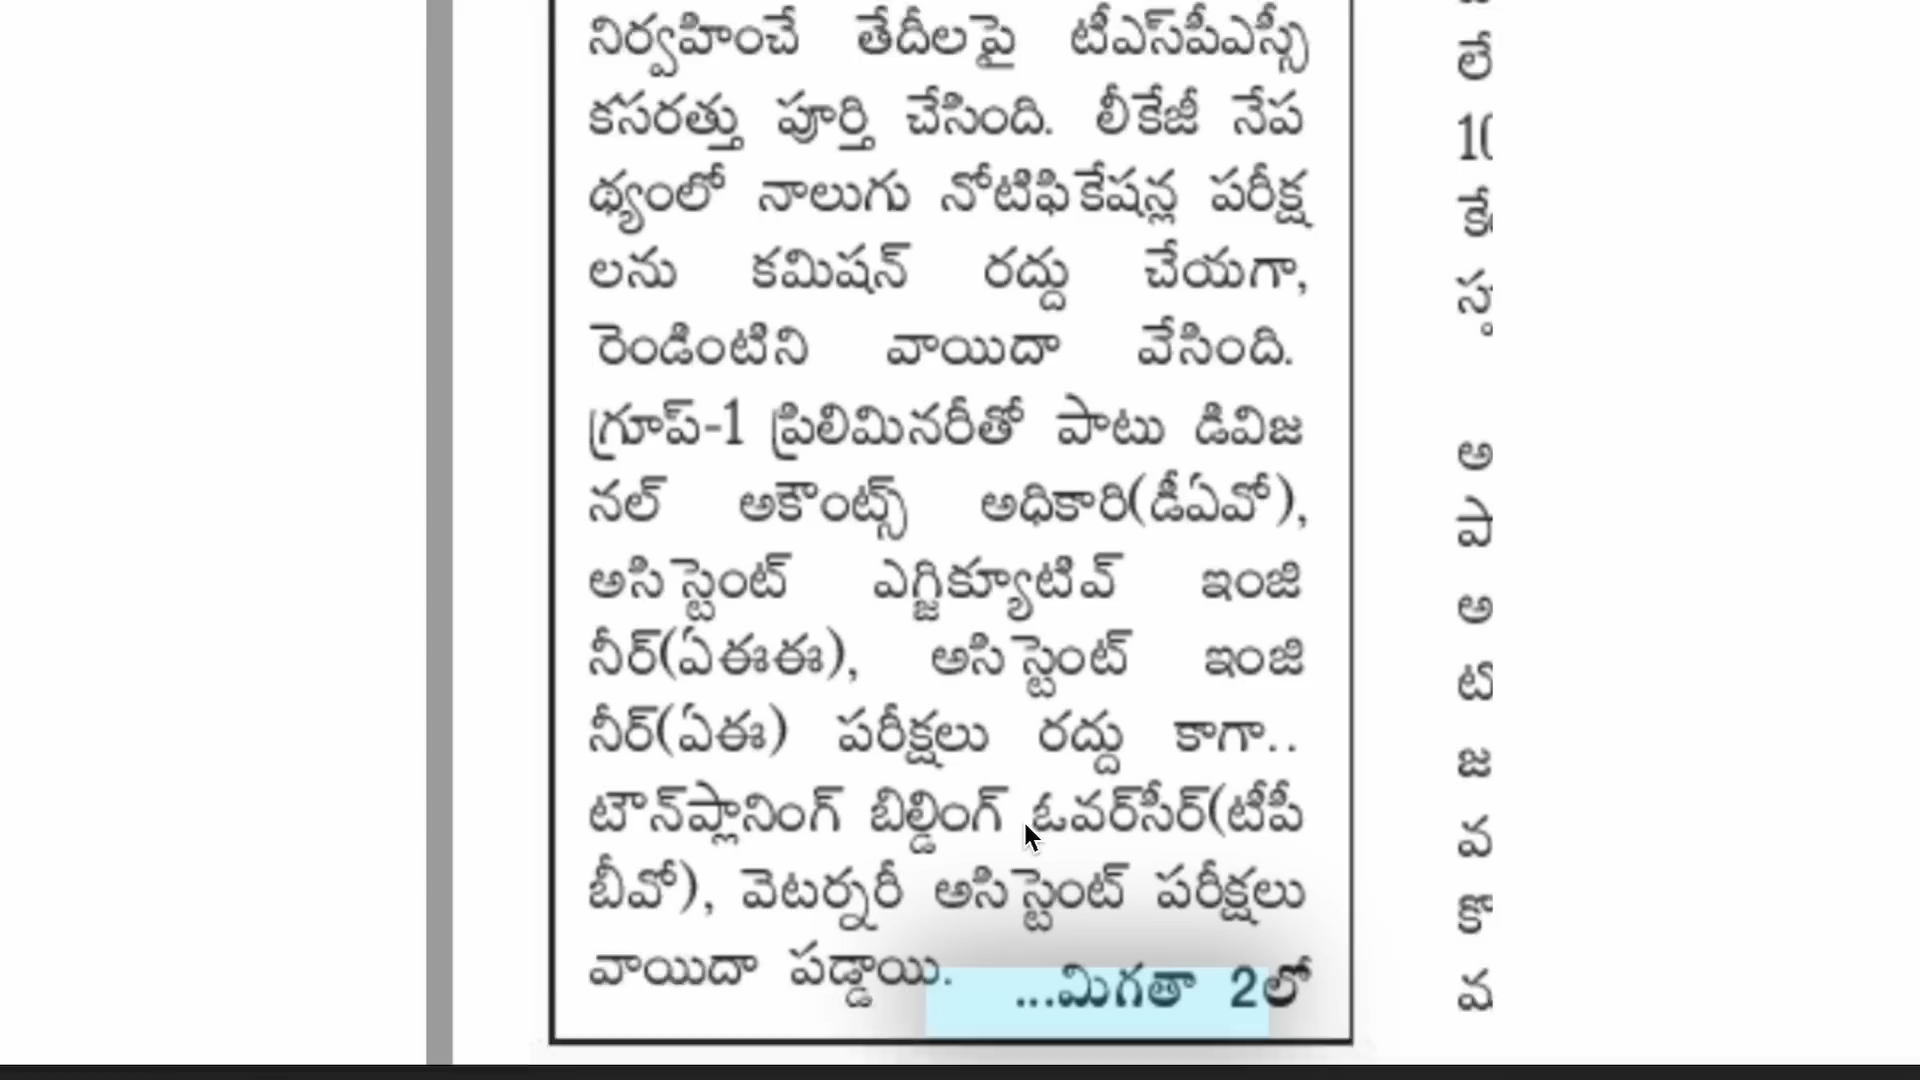 నిర్వహించే తేదీలపై టీఎస్‌పీఎస్సీ
కసరత్తు పూర్తి చేసింది. లీకేజీ నేప
థ్యంలో నాలుగు నోటిఫికేషన్ల పరీక్ష
లను కమిషన్ రద్దు చేయగా,
రెండింటిని వాయిదా వేసింది.
గ్రూప్-1 ప్రిలిమినరీతో పాటు డివిజ
నల్ అకౌంట్స్ అధికారి(డీఏవో),
అసిస్టెంట్ ఎగ్జిక్యూటివ్ ఇంజి
నీర్(ఏఈఈ), అసిస్టెంట్ ఇంజి
నీర్(ఏఈ) పరీక్షలు రద్దు కాగా..
టౌన్‌ప్లానింగ్ బిల్డింగ్ ఓవర్‌సీర్(టీపీ
బీవో), వెటర్నరీ అసిస్టెంట్ పరీక్షలు
వాయిదా పడ్డాయి. ...మిగతా 2లో